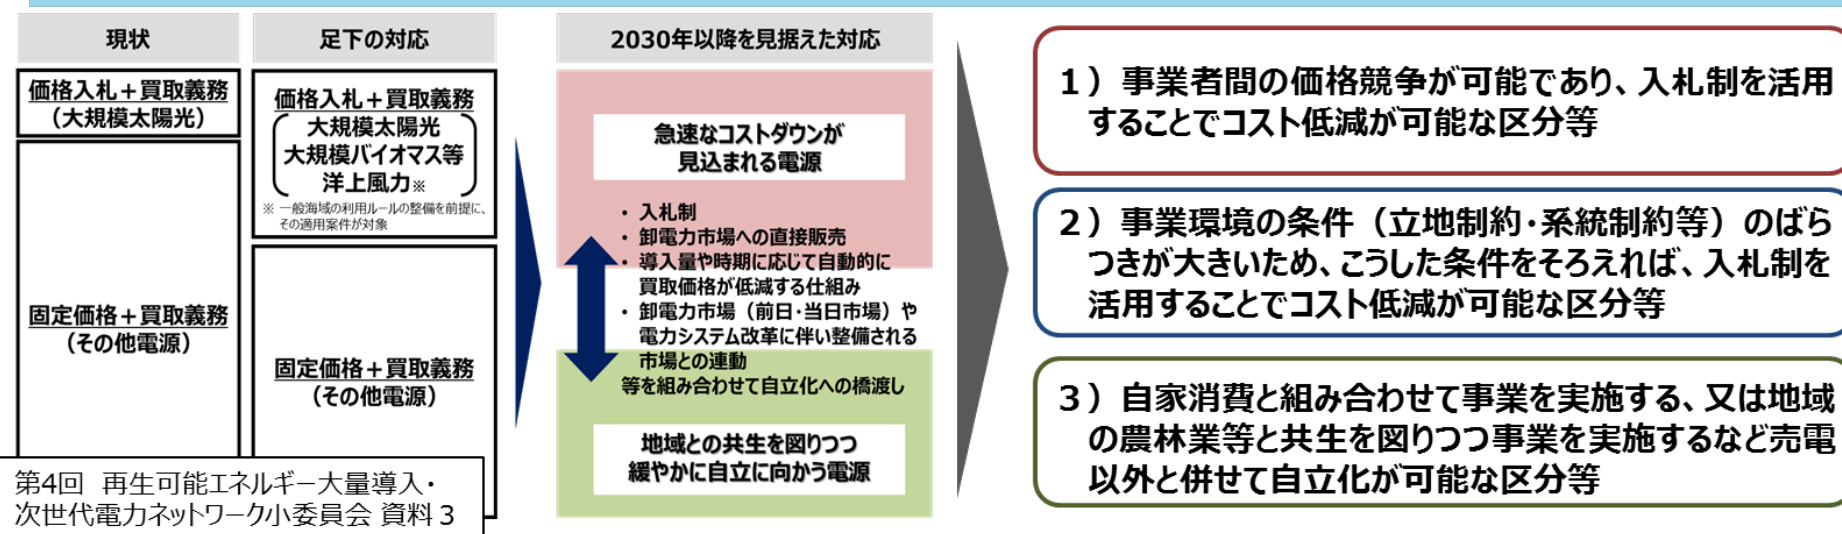 現状
価格入札+買取義務
(大規模太陽光)
固定価格+買取義務
(その他電源)
足下の対応
価格入札+買取義務
大規模太陽光
大規模バイオマス等
洋上風力※
※ 一般海域の利用ルールの整備を前提に、
その適用案件が対象
固定価格+買取義務
(その他電源)
2030年以降を見据えた対応
急速なコストダウンが
見込まれる電源
・ 入札制
・ 卸電力市場への直接販売
・ 導入量や時期に応じて自動的に
買取価格が低減する仕組み
・ 卸電力市場(前日・当日市場)や
電力システム改革に伴い整備される
市場との連動
等を組み合わせて自立化への橋渡し
地域との共生を図りつつ
緩やかに自立に向かう電源
1)事業者間の価格競争が可能であり、入札制を活用
することでコスト低減が可能な区分等
2)事業環境の条件(立地制約・系統制約等)のばら
つきが大きいため、こうした条件をそろえれば、入札制を
活用することでコスト低減が可能な区分等
3)自家消費と組み合わせて事業を実施する、又は地域
の農林業等と共生を図りつつ事業を実施するなど売電
以外と併せて自立化が可能な区分等
第4回 再生可能エネルギー大量導入・
次世代電力ネットワーク小委員会 資料3